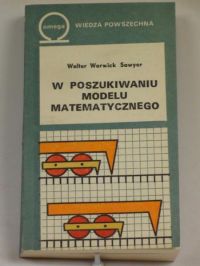 omega
WIEDZA POWSZECHNA
Walter Warwick Sawyer
W POSZUKIWANIU
MODELU
MATEMATYCZNEGO